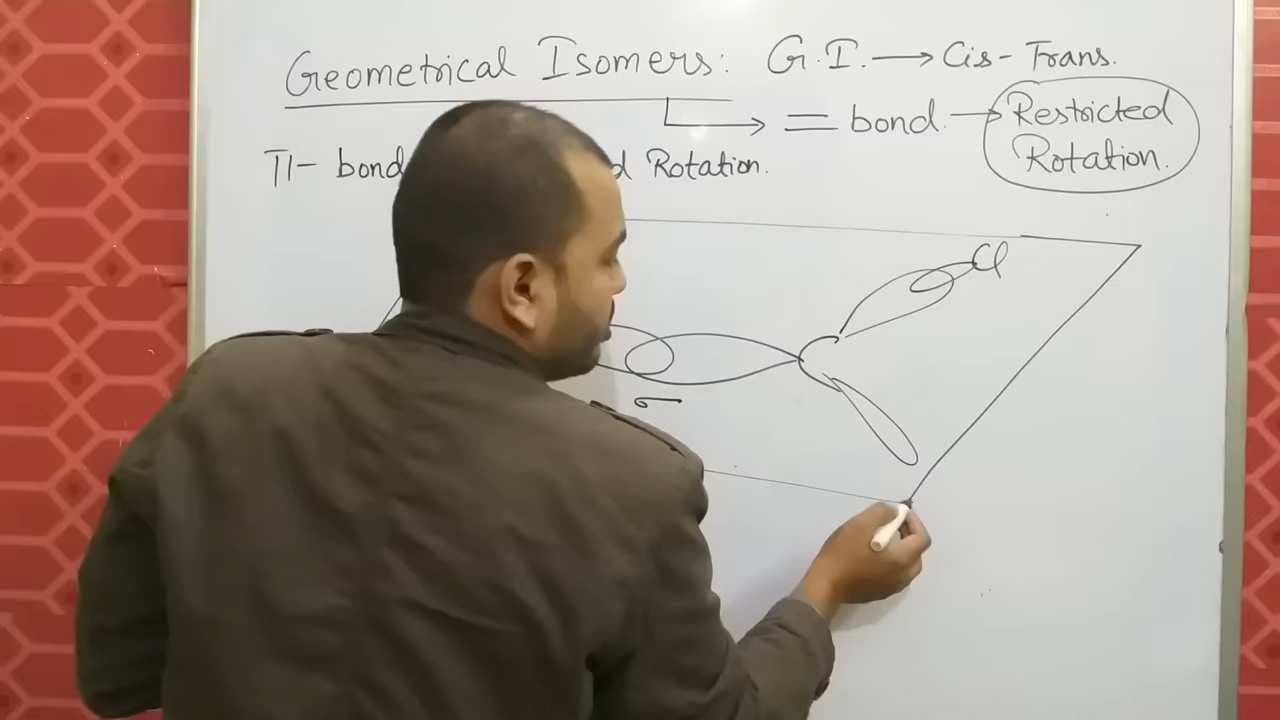 Geometrical Isomers: G.I. → Cis-Trans.
= bond → Restricted
Rotation.
π- bond Rotation.
Cl
C
σ